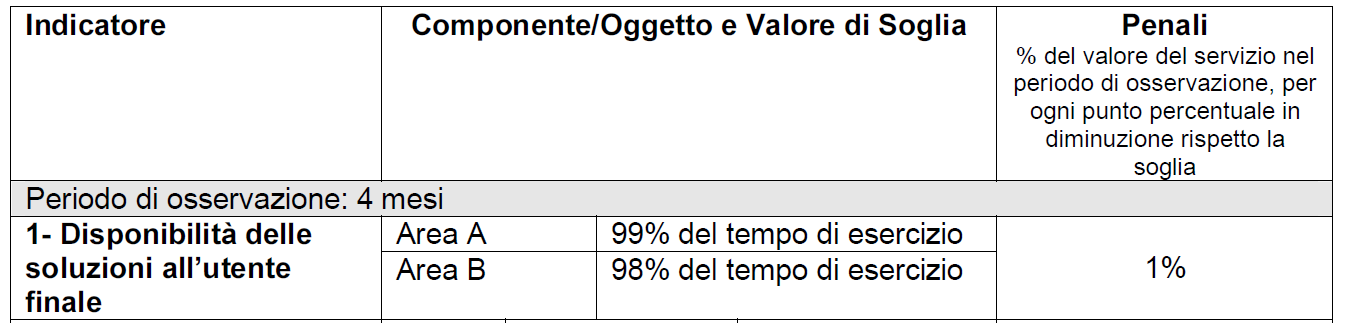 Indicatore
Componente/Oggetto e Valore di Soglia
Penali
% del valore del servizio nel
periodo di osservazione, per
ogni punto percentuale in
diminuzione rispetto la
soglia
Periodo di osservazione: 4 mesi
1- Disponibilità delle
soluzioni all’utente
finale
Area A
99% del tempo di esercizio
Area B
98% del tempo di esercizio
1%